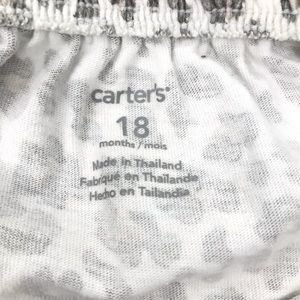 carter's
18
months / mois
Made in Thailand
Fabriqué en Thaïlande
Hecho en Tailandia